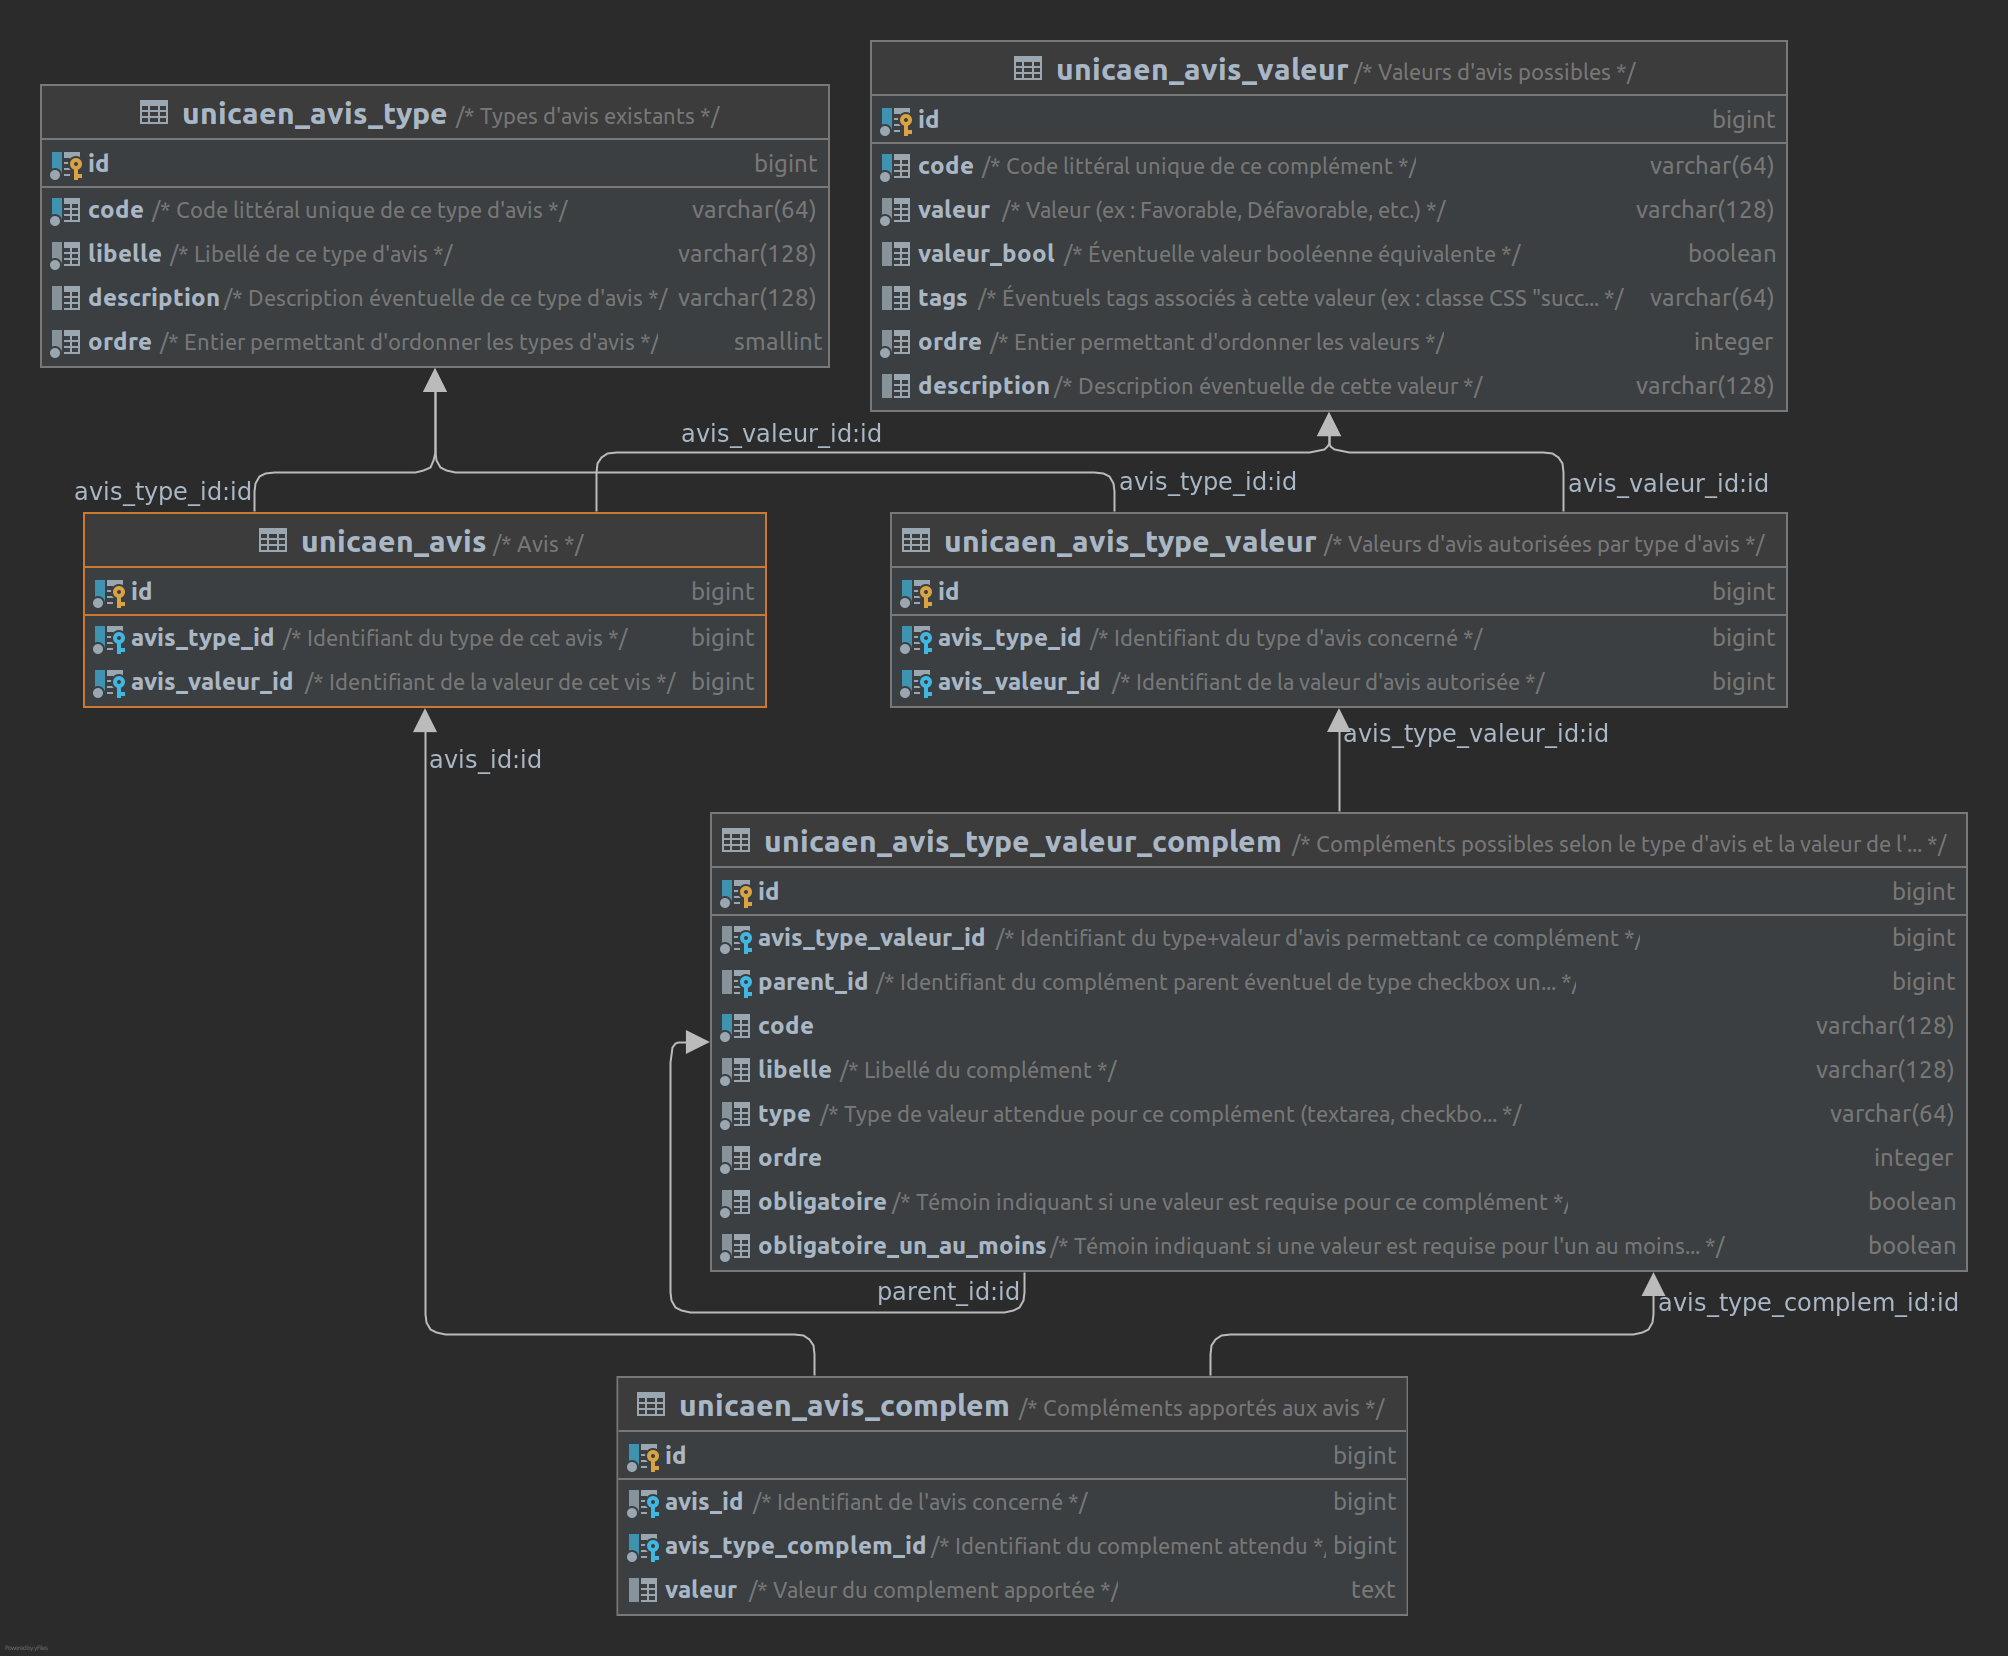 unicaen_avis_type /* Types d'avis existants */
id bigint
code /* Code littéral unique de ce type d'avis */ varchar(64)
libelle /* Libellé de ce type d'avis */ varchar(128)
description /* Description éventuelle de ce type d'avis */ varchar(128)
ordre /* Entier permettant d'ordonner les types d'avis */ smallint
unicaen_avis_valeur /* Valeurs d'avis possibles */
id bigint
code /* Code littéral unique de ce complément */ varchar(64)
valeur /* Valeur (ex : Favorable, Défavorable, etc.) */ varchar(128)
valeur_bool /* Éventuelle valeur booléenne équivalente */ boolean
tags /* Éventuels tags associés à cette valeur (ex : classe CSS "succ... */ varchar(64)
ordre /* Entier permettant d'ordonner les valeurs */ integer
description /* Description éventuelle de cette valeur */ varchar(128)
avis_valeur_id:id
avis_type_id:id
avis_type_id:id
avis_valeur_id:id
unicaen_avis /* Avis */
id bigint
avis_type_id /* Identifiant du type de cet avis */ bigint
avis_valeur_id /* Identifiant de la valeur de cet vis */ bigint
unicaen_avis_type_valeur /* Valeurs d'avis autorisées par type d'avis */
id bigint
avis_type_id /* Identifiant du type d'avis concerné */ bigint
avis_valeur_id /* Identifiant de la valeur d'avis autorisée */ bigint
avis_id:id
avis_type_valeur_id:id
unicaen_avis_type_valeur_complem /* Compléments possibles selon le type d'avis et la valeur de l'... */
id bigint
avis_type_valeur_id /* Identifiant du type+valeur d'avis permettant ce complément */ bigint
parent_id /* Identifiant du complément parent éventuel de type checkbox un... */ bigint
code varchar(128)
libelle /* Libellé du complément */ varchar(128)
type /* Type de valeur attendue pour ce complément (textarea, checkbo... */ varchar(64)
ordre integer
obligatoire /* Témoin indiquant si une valeur est requise pour ce complément */ boolean
obligatoire_un_au_moins /* Témoin indiquant si une valeur est requise pour l'un au moins... */ boolean
parent_id:id
avis_type_complem_id:id
unicaen_avis_complem /* Compléments apportés aux avis */
id bigint
avis_id /* Identifiant de l'avis concerné */ bigint
avis_type_complem_id /* Identifiant du complement attendu */ bigint
valeur /* Valeur du complement apportée */ text
Powered by yFiles